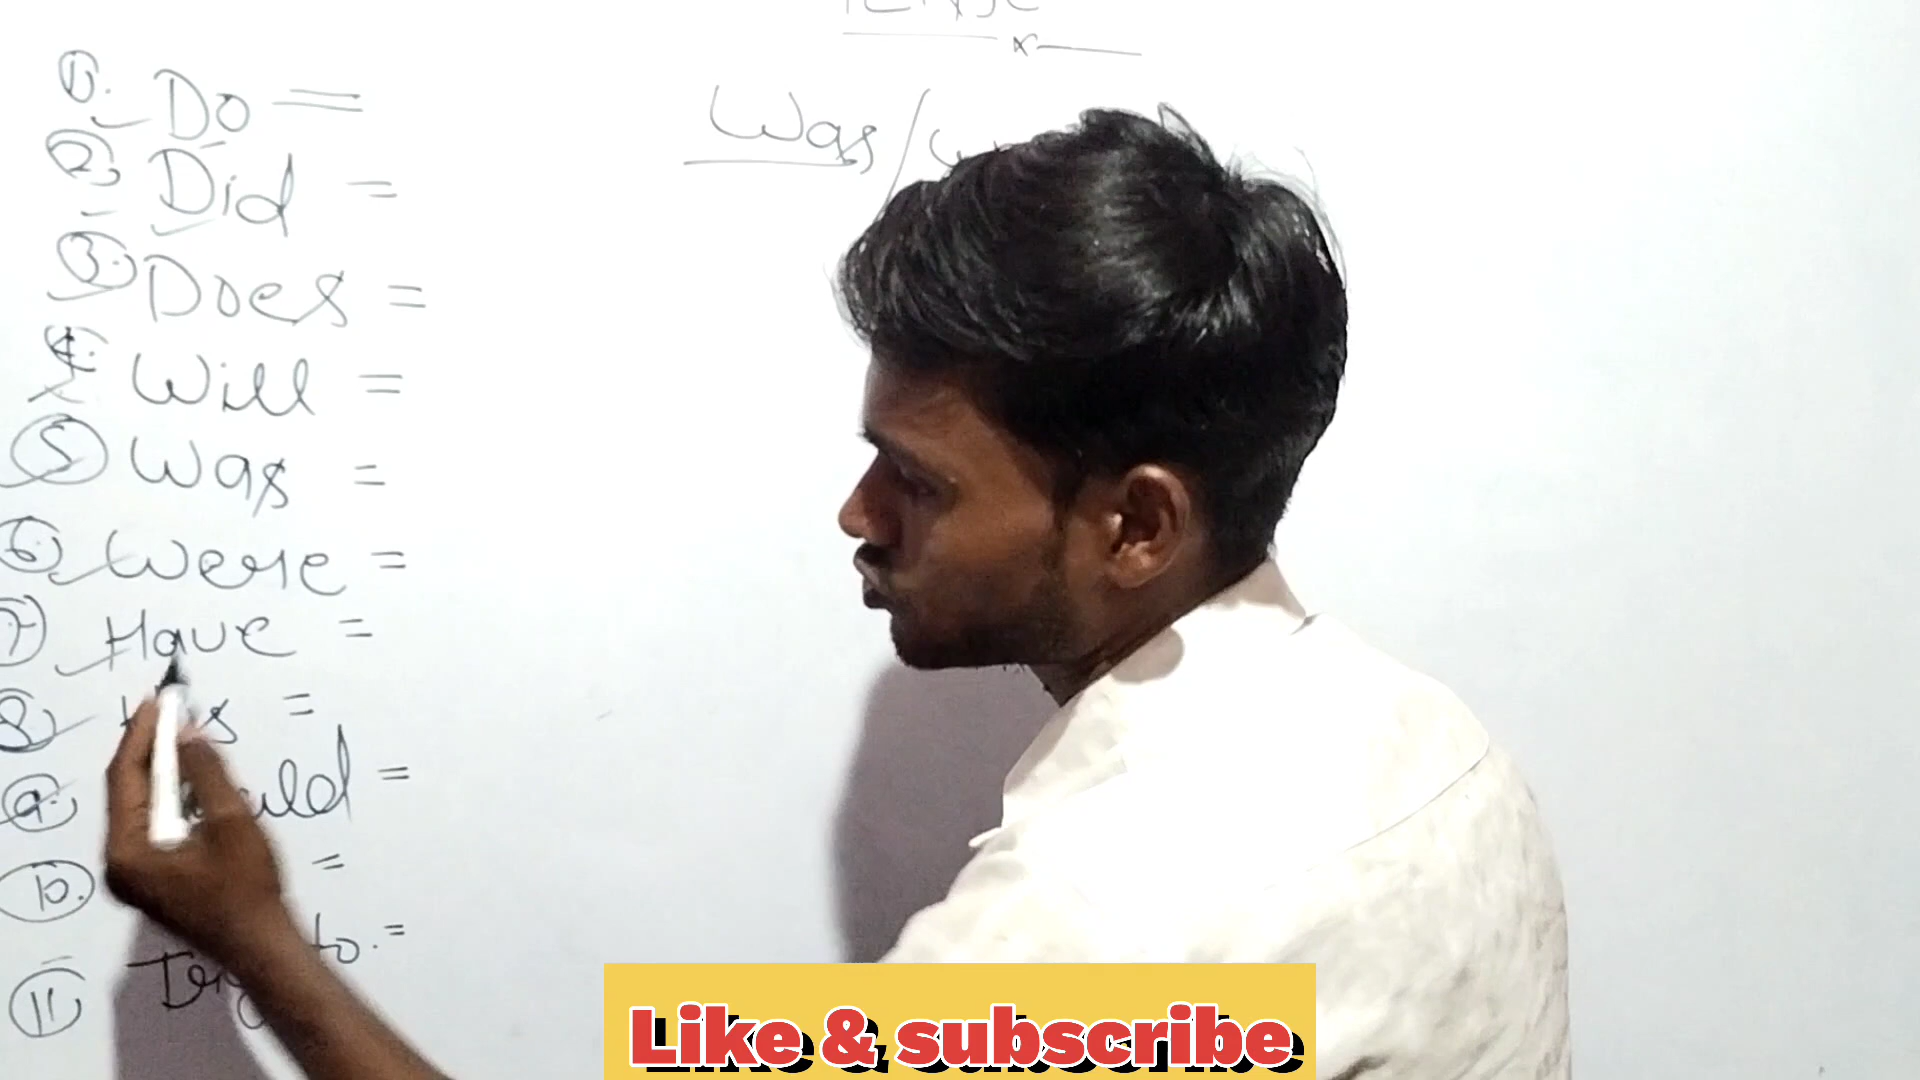 TENSE
x
Was/
1. Do =
2. Did =
3. Does =
4. Will =
5 Was =
6 Were =
7 Have =
8 =
9. =
10. =
11 to. =
Like & subscribe